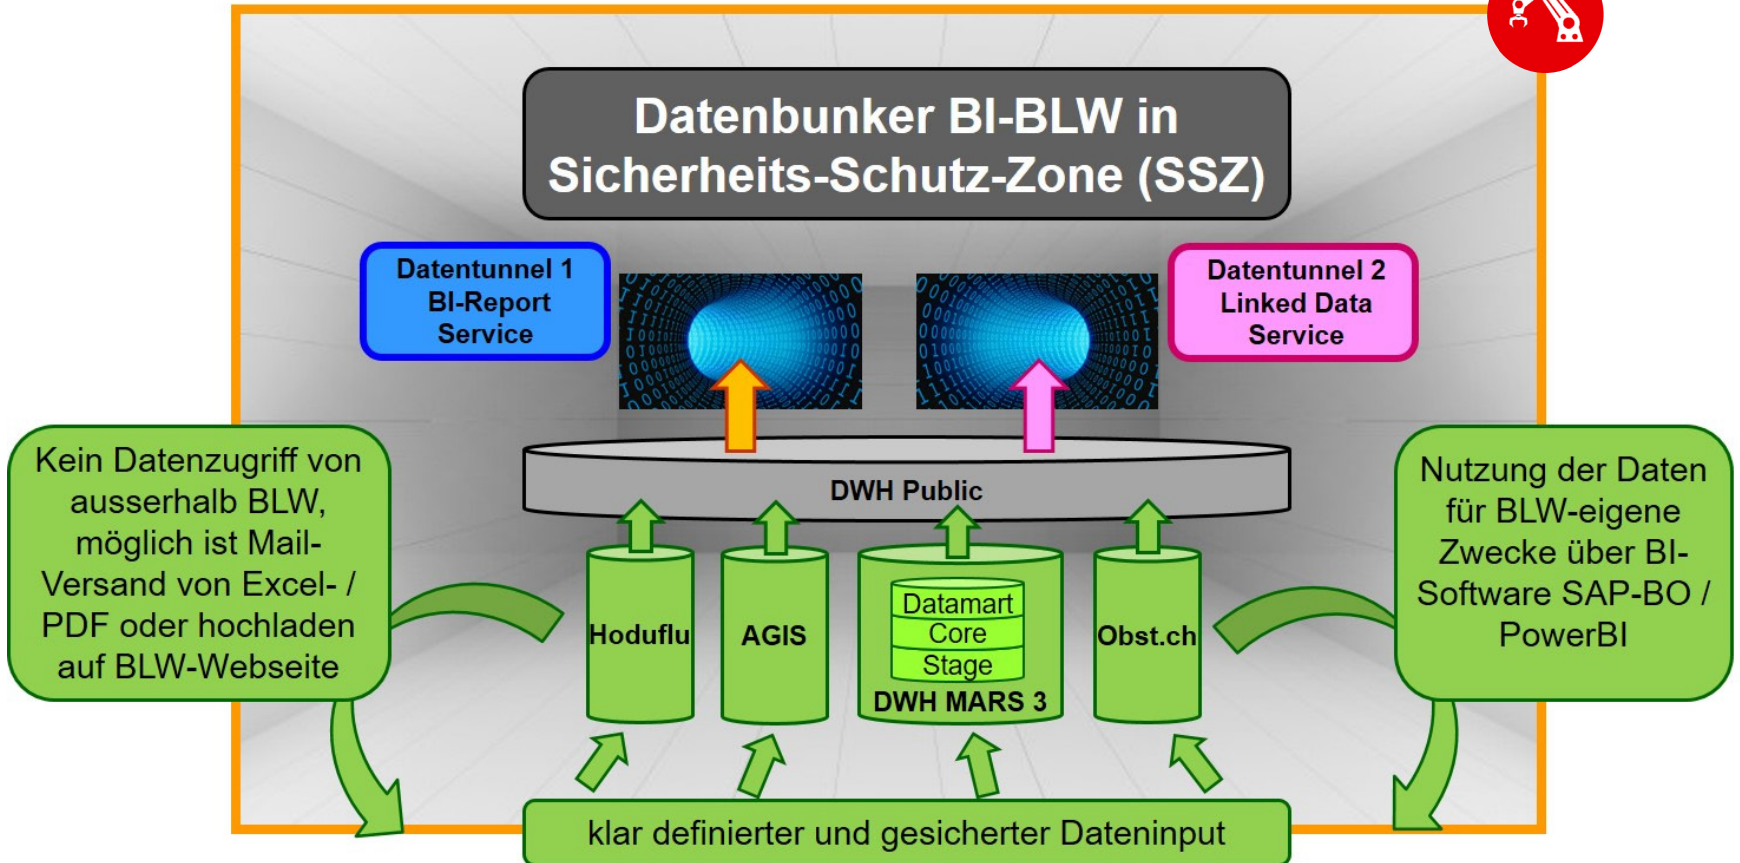 Datenbunker BI-BLW in
Sicherheits-Schutz-Zone (SSZ)
Datentunnel 1
BI-Report
Service
Datentunnel 2
Linked Data
Service
Kein Datenzugriff von
ausserhalb BLW,
möglich ist Mail-
Versand von Excel- /
PDF oder hochladen
auf BLW-Webseite
Nutzung der Daten
für BLW-eigene
Zwecke über BI-
Software SAP-BO /
PowerBI
DWH Public
Hoduflu
AGIS
Datamart
Core
Stage
DWH MARS 3
Obst.ch
klar definierter und gesicherter Dateninput